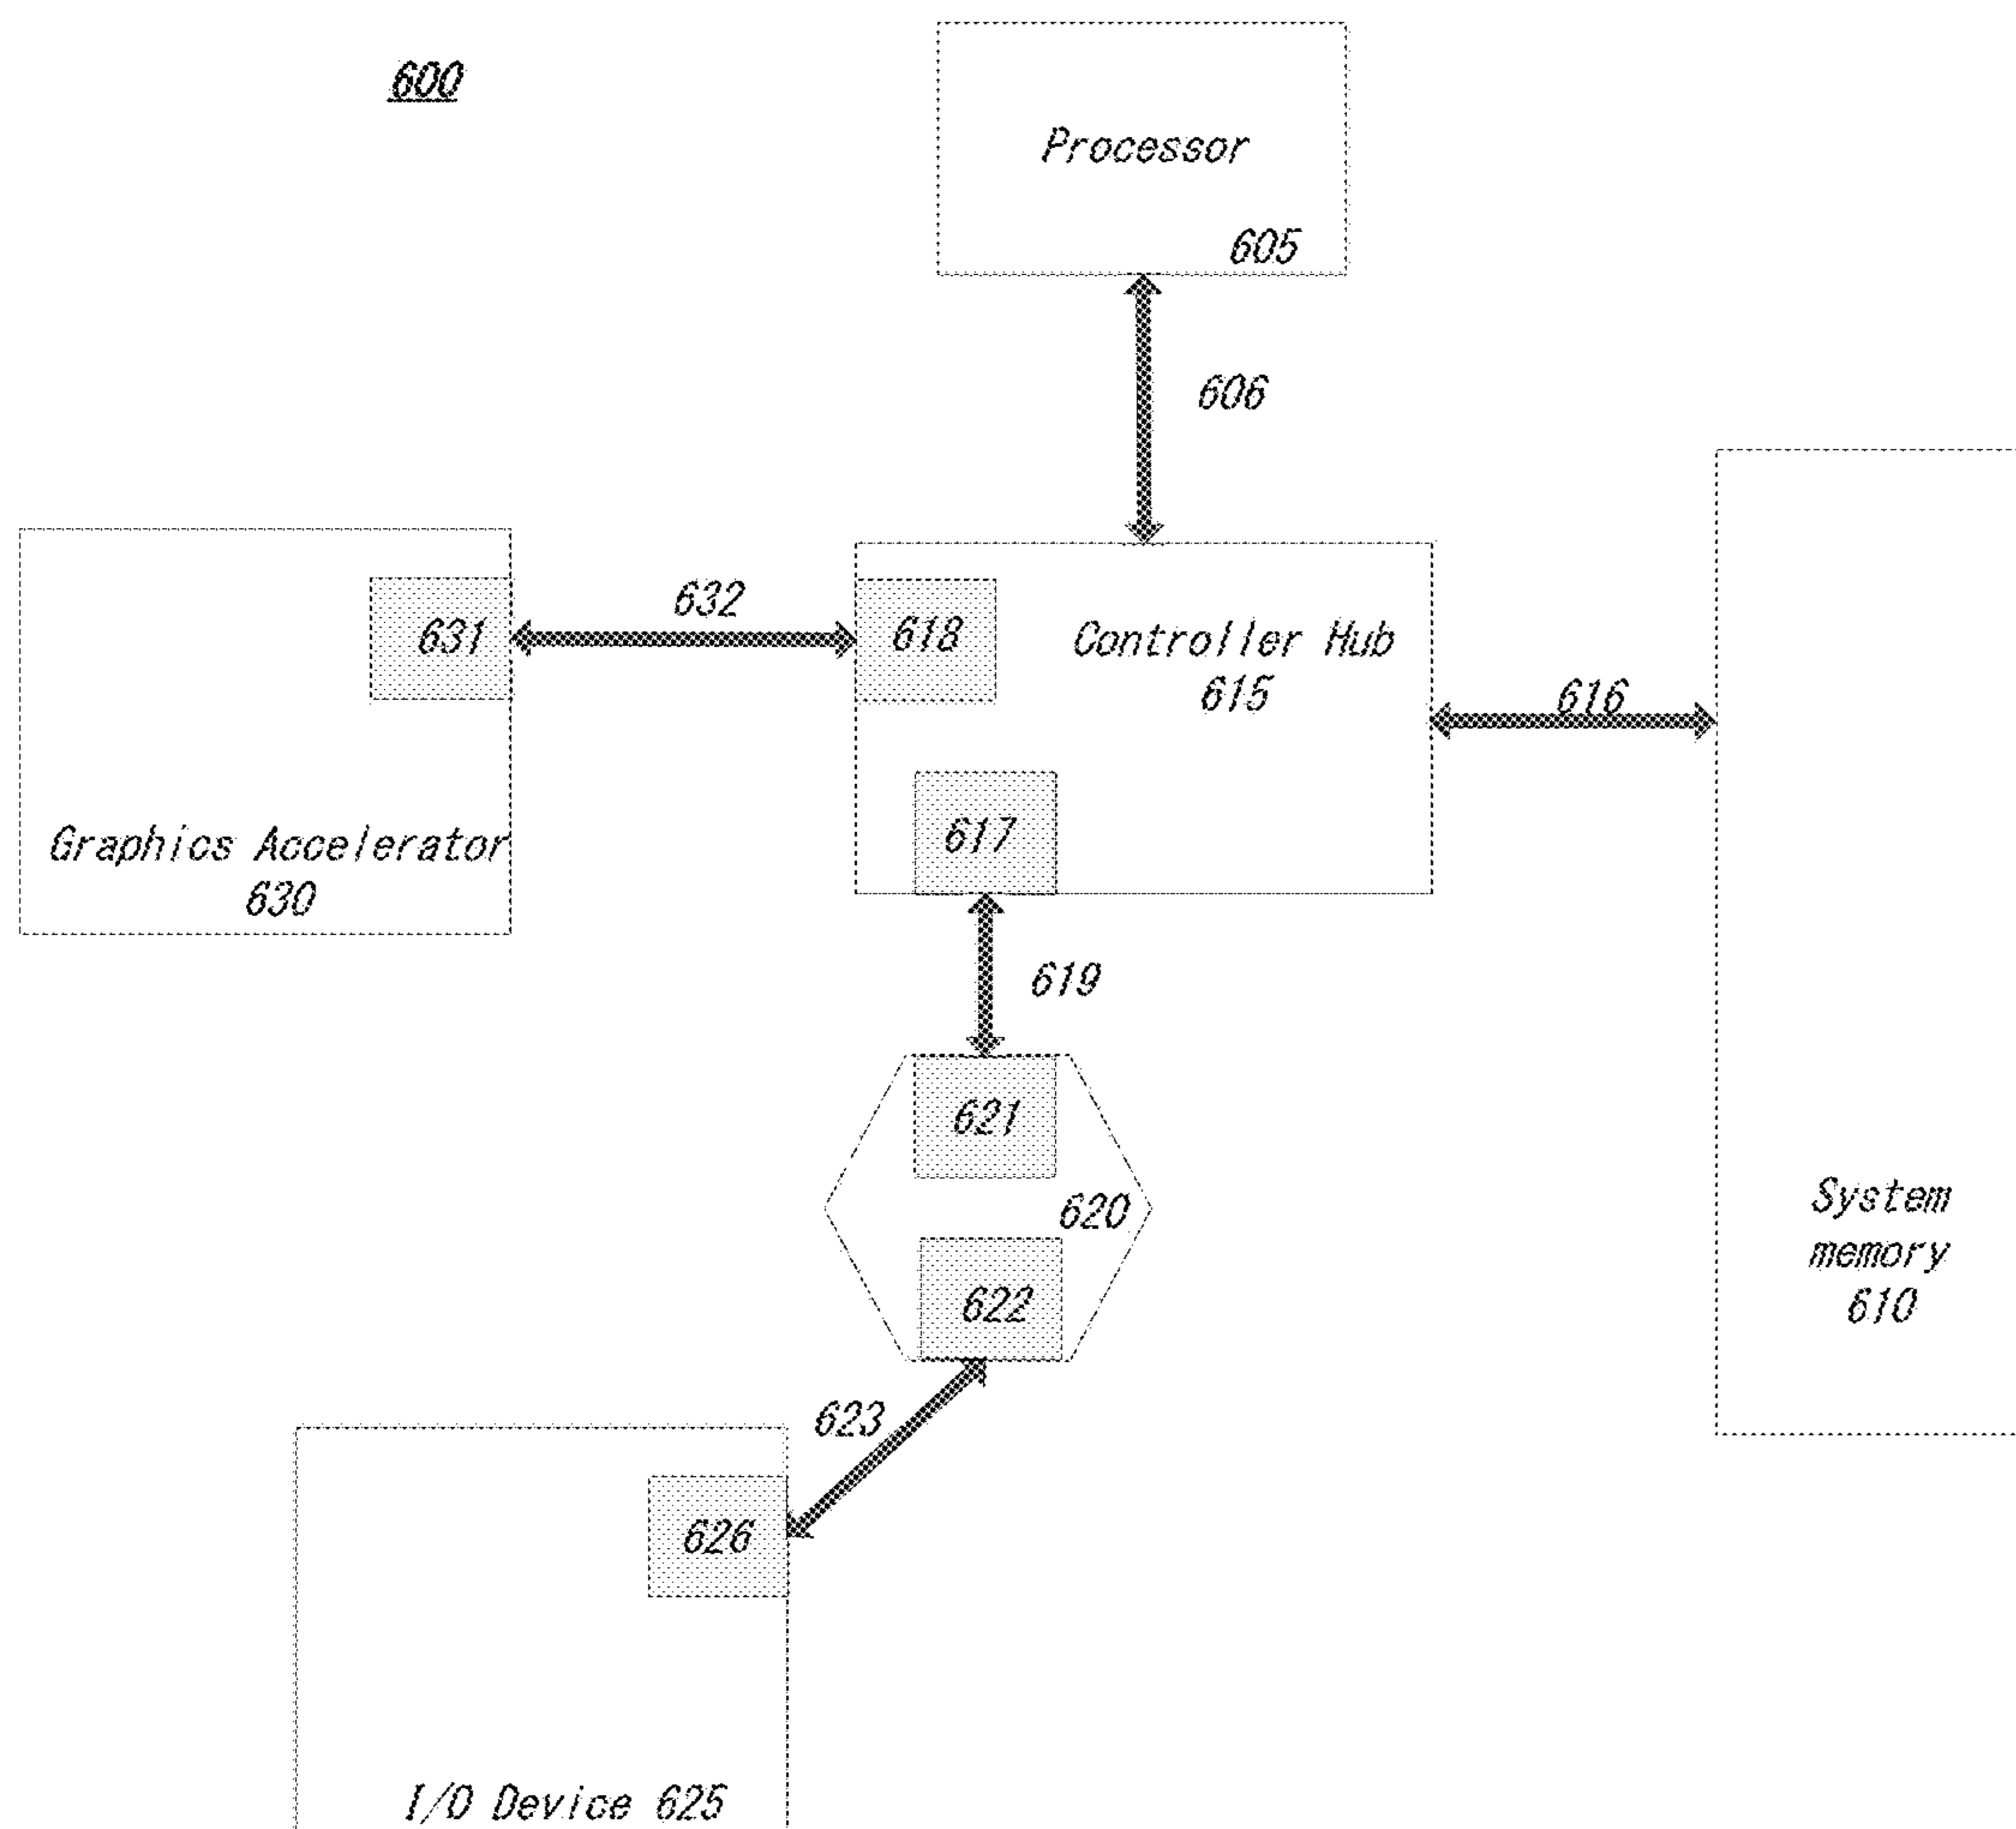 600
Processor
605
606
632
631
618
Controller Hub
615
616
617
Graphics Accelerator
630
619
621
620
622
System
memory
610
623
626
I/O Device 625